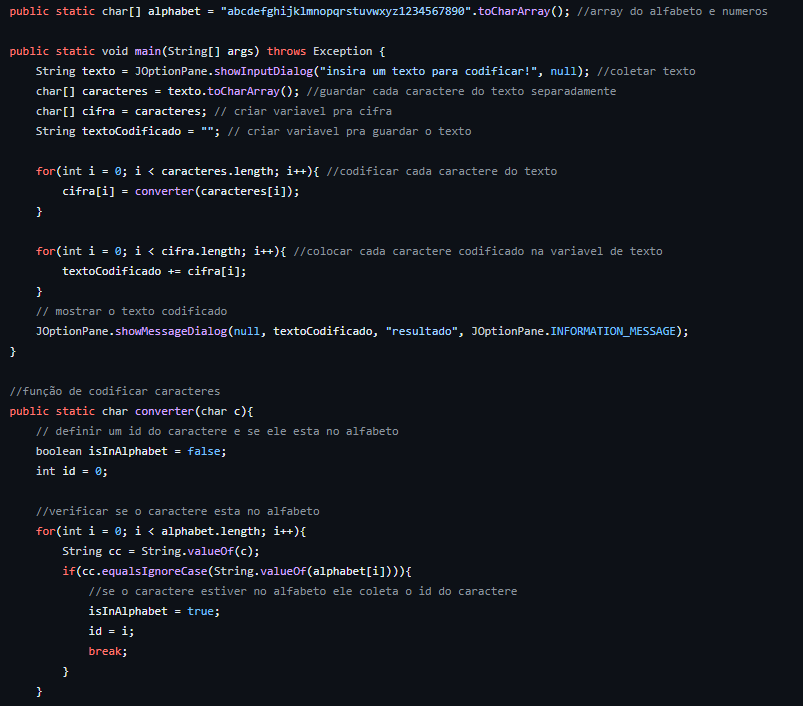 public static char[] alphabet = "abcdefghijklmnopqrstuvwxyz1234567890".toCharArray(); //array do alfabeto e numeros
public static void main(String[] args) throws Exception {
String texto = JOptionPane.showInputDialog("insira um texto para codificar!", null); //coletar texto
char[] caracteres = texto.toCharArray(); //guardar cada caractere do texto separadamente
char[] cifra = caracteres; // criar variavel pra cifra
String textoCodificado = ""; // criar variavel pra guardar o texto
for(int i = 0; i < caracteres.length; i++){ //codificar cada caractere do texto
cifra[i] = converter(caracteres[i]);
}
for(int i = 0; i < cifra.length; i++){ //colocar cada caractere codificado na variavel de texto
textoCodificado += cifra[i];
}
// mostrar o texto codificado
JOptionPane.showMessageDialog(null, textoCodificado, "resultado", JOptionPane.INFORMATION_MESSAGE);
}
//função de codificar caracteres
public static char converter(char c){
// definir um id do caractere e se ele esta no alfabeto
boolean isInAlphabet = false;
int id = 0;
//verificar se o caractere esta no alfabeto
for(int i = 0; i < alphabet.length; i++){
String cc = String.valueOf(c);
if(cc.equalsIgnoreCase(String.valueOf(alphabet[i]))){
//se o caractere estiver no alfabeto ele coleta o id do caractere
isInAlphabet = true;
id = i;
break;
}
}